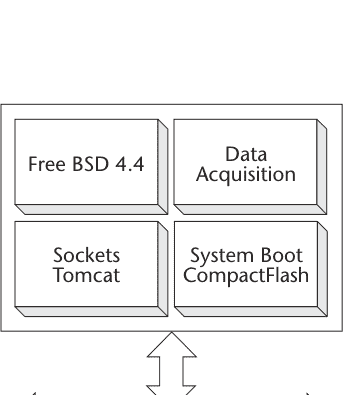 Free BSD 4.4
Data
Acquisition
Sockets
Tomcat
System Boot
CompactFlash